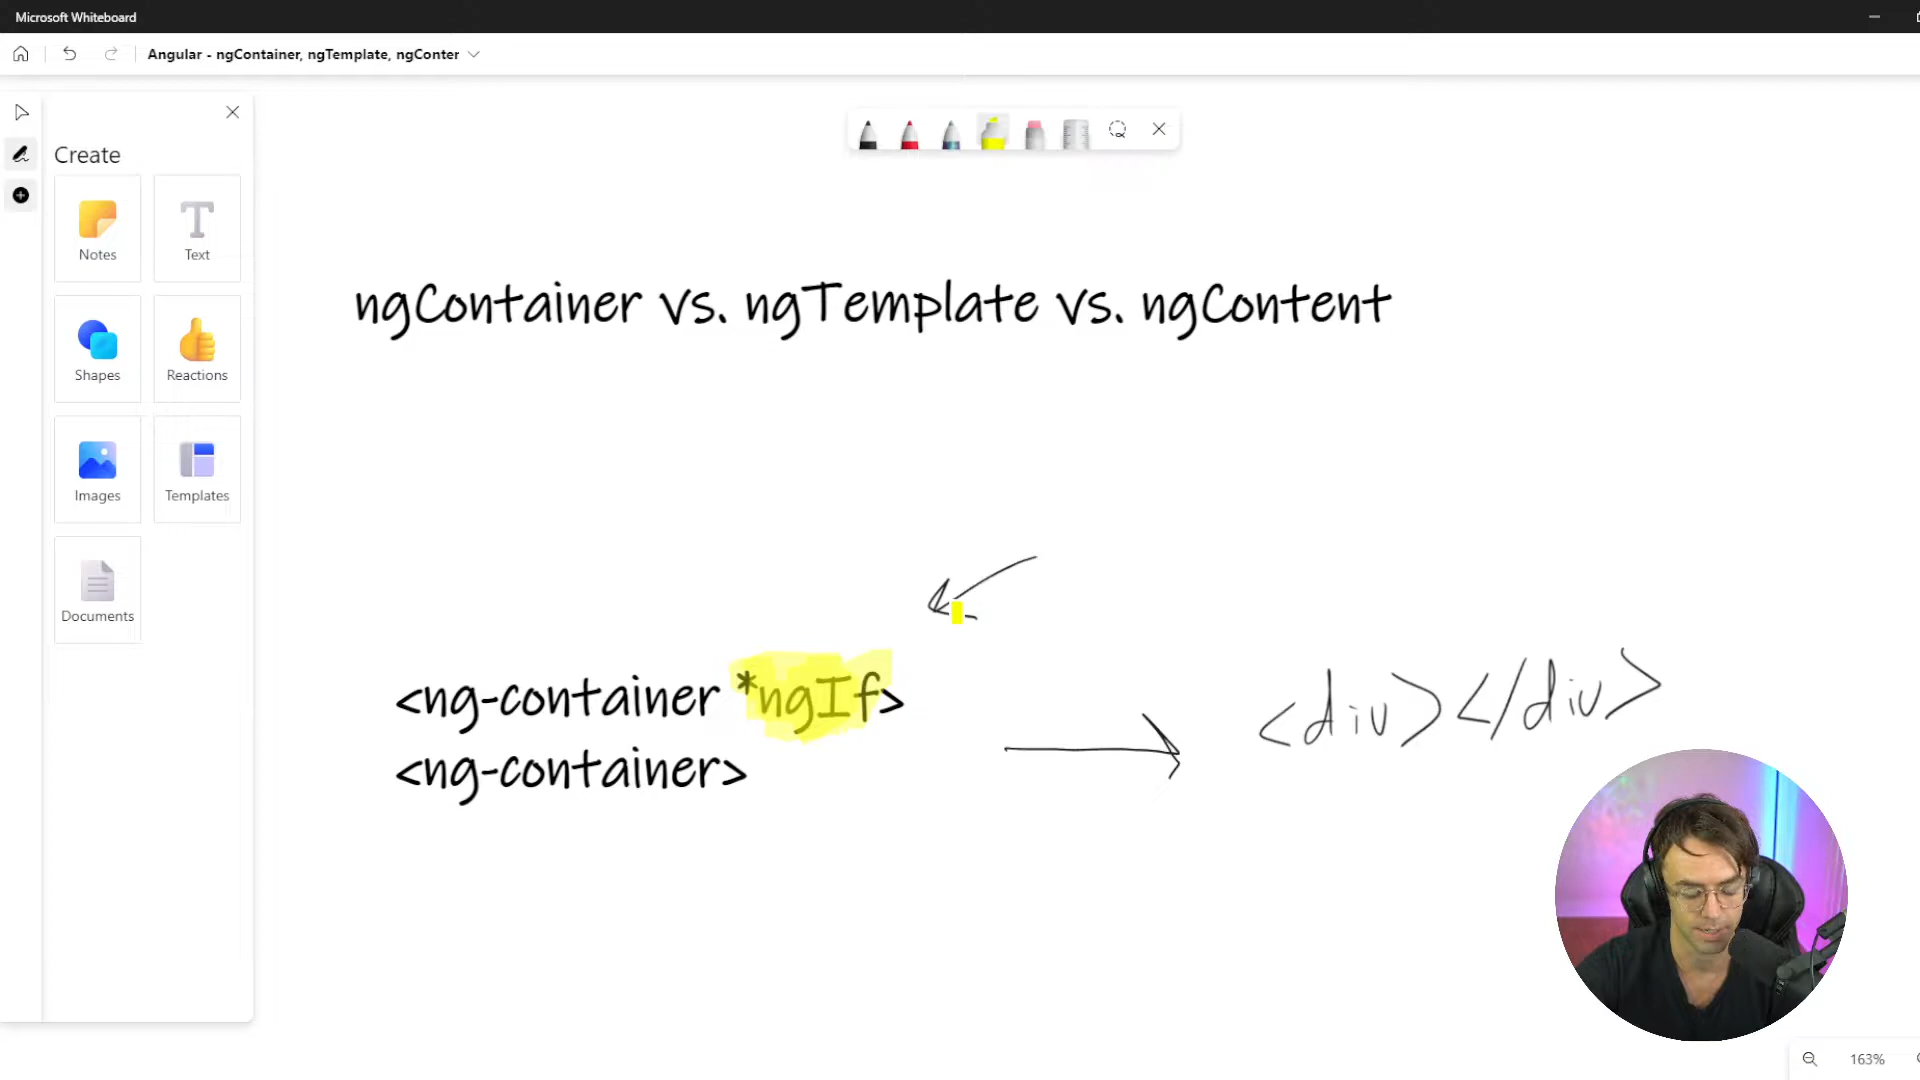 Microsoft Whiteboard
Angular - ngContainer, ngTemplate, ngConter
Create
Notes
Text
Shapes
Reactions
Images
Templates
Documents
ngContainer vs. ngTemplate vs. ngContent
<ng-container *ngIf>
<ng-container>
<div></div>
163%